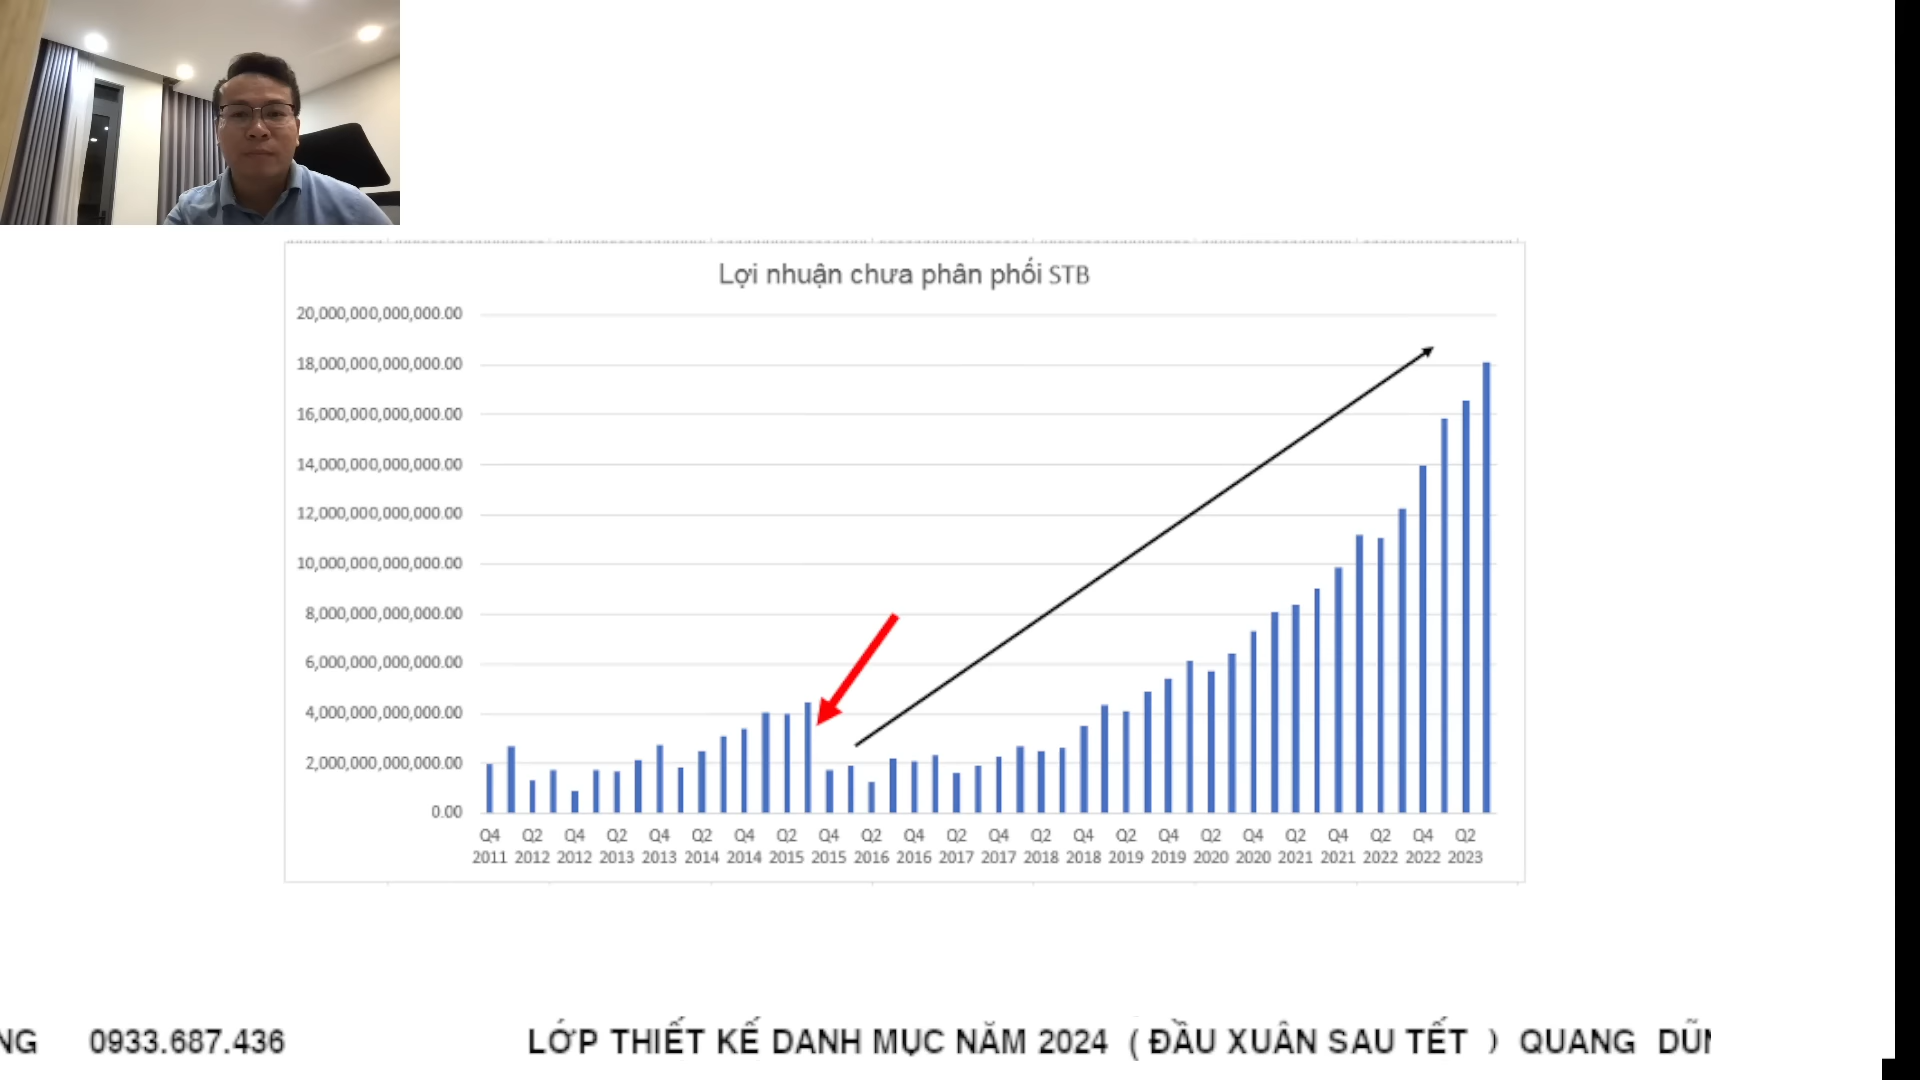 Lợi nhuận chưa phân phối STB
20,000,000,000,000.00
18,000,000,000,000.00
16,000,000,000,000.00
14,000,000,000,000.00
12,000,000,000,000.00
10,000,000,000,000.00
8,000,000,000,000.00
6,000,000,000,000.00
4,000,000,000,000.00
2,000,000,000,000.00
0.00
Q4 Q2 Q4 Q2 Q4 Q2 Q4 Q2 Q4 Q2 Q4 Q2 Q4 Q2 Q4 Q2 Q4 Q2 Q4 Q2 Q4 Q2 Q4 Q2
2011 2012 2012 2013 2013 2014 2014 2015 2015 2016 2016 2017 2017 2018 2018 2019 2019 2020 2020 2021 2021 2022 2022 2023
NG 0933.687.436 LỚP THIẾT KẾ DANH MỤC NĂM 2024 ( ĐẦU XUÂN SAU TẾT ) QUANG DŨN